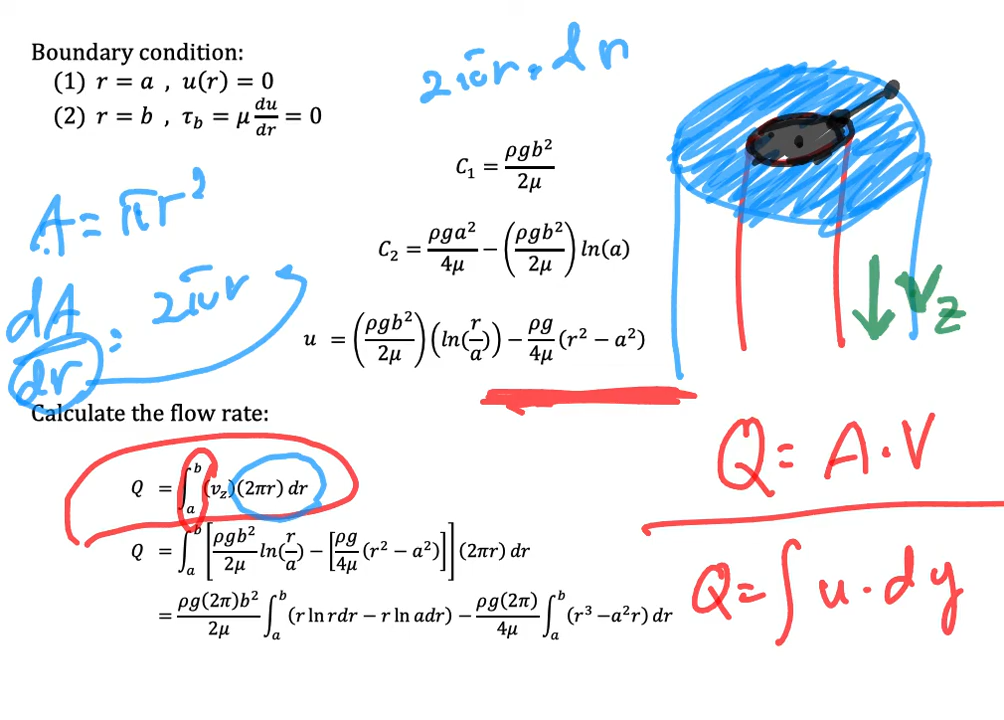 Boundary condition:
(1) r = a , u(r) = 0
(2) r = b , τ_b = μ du/dr = 0
2πr · dr
C₁ = ρgb²/2μ
A = πr²
C₂ = ρga²/4μ − (ρgb²/2μ) ln(a)
dA/dr = 2πr
u = (ρgb²/2μ)(ln(r/a)) − ρg/4μ (r² − a²)
V_z
Calculate the flow rate:
Q = ∫_a^b (v_z)(2πr) dr
Q = A · V
Q = ∫_a^b [ρgb²/2μ ln(r/a) − [ρg/4μ (r² − a²)]] (2πr) dr
= ρg(2π)b²/2μ ∫_a^b (r ln rdr − r ln adr) − ρg(2π)/4μ ∫_a^b (r³ −a²r) dr
Q = ∫ u · dy